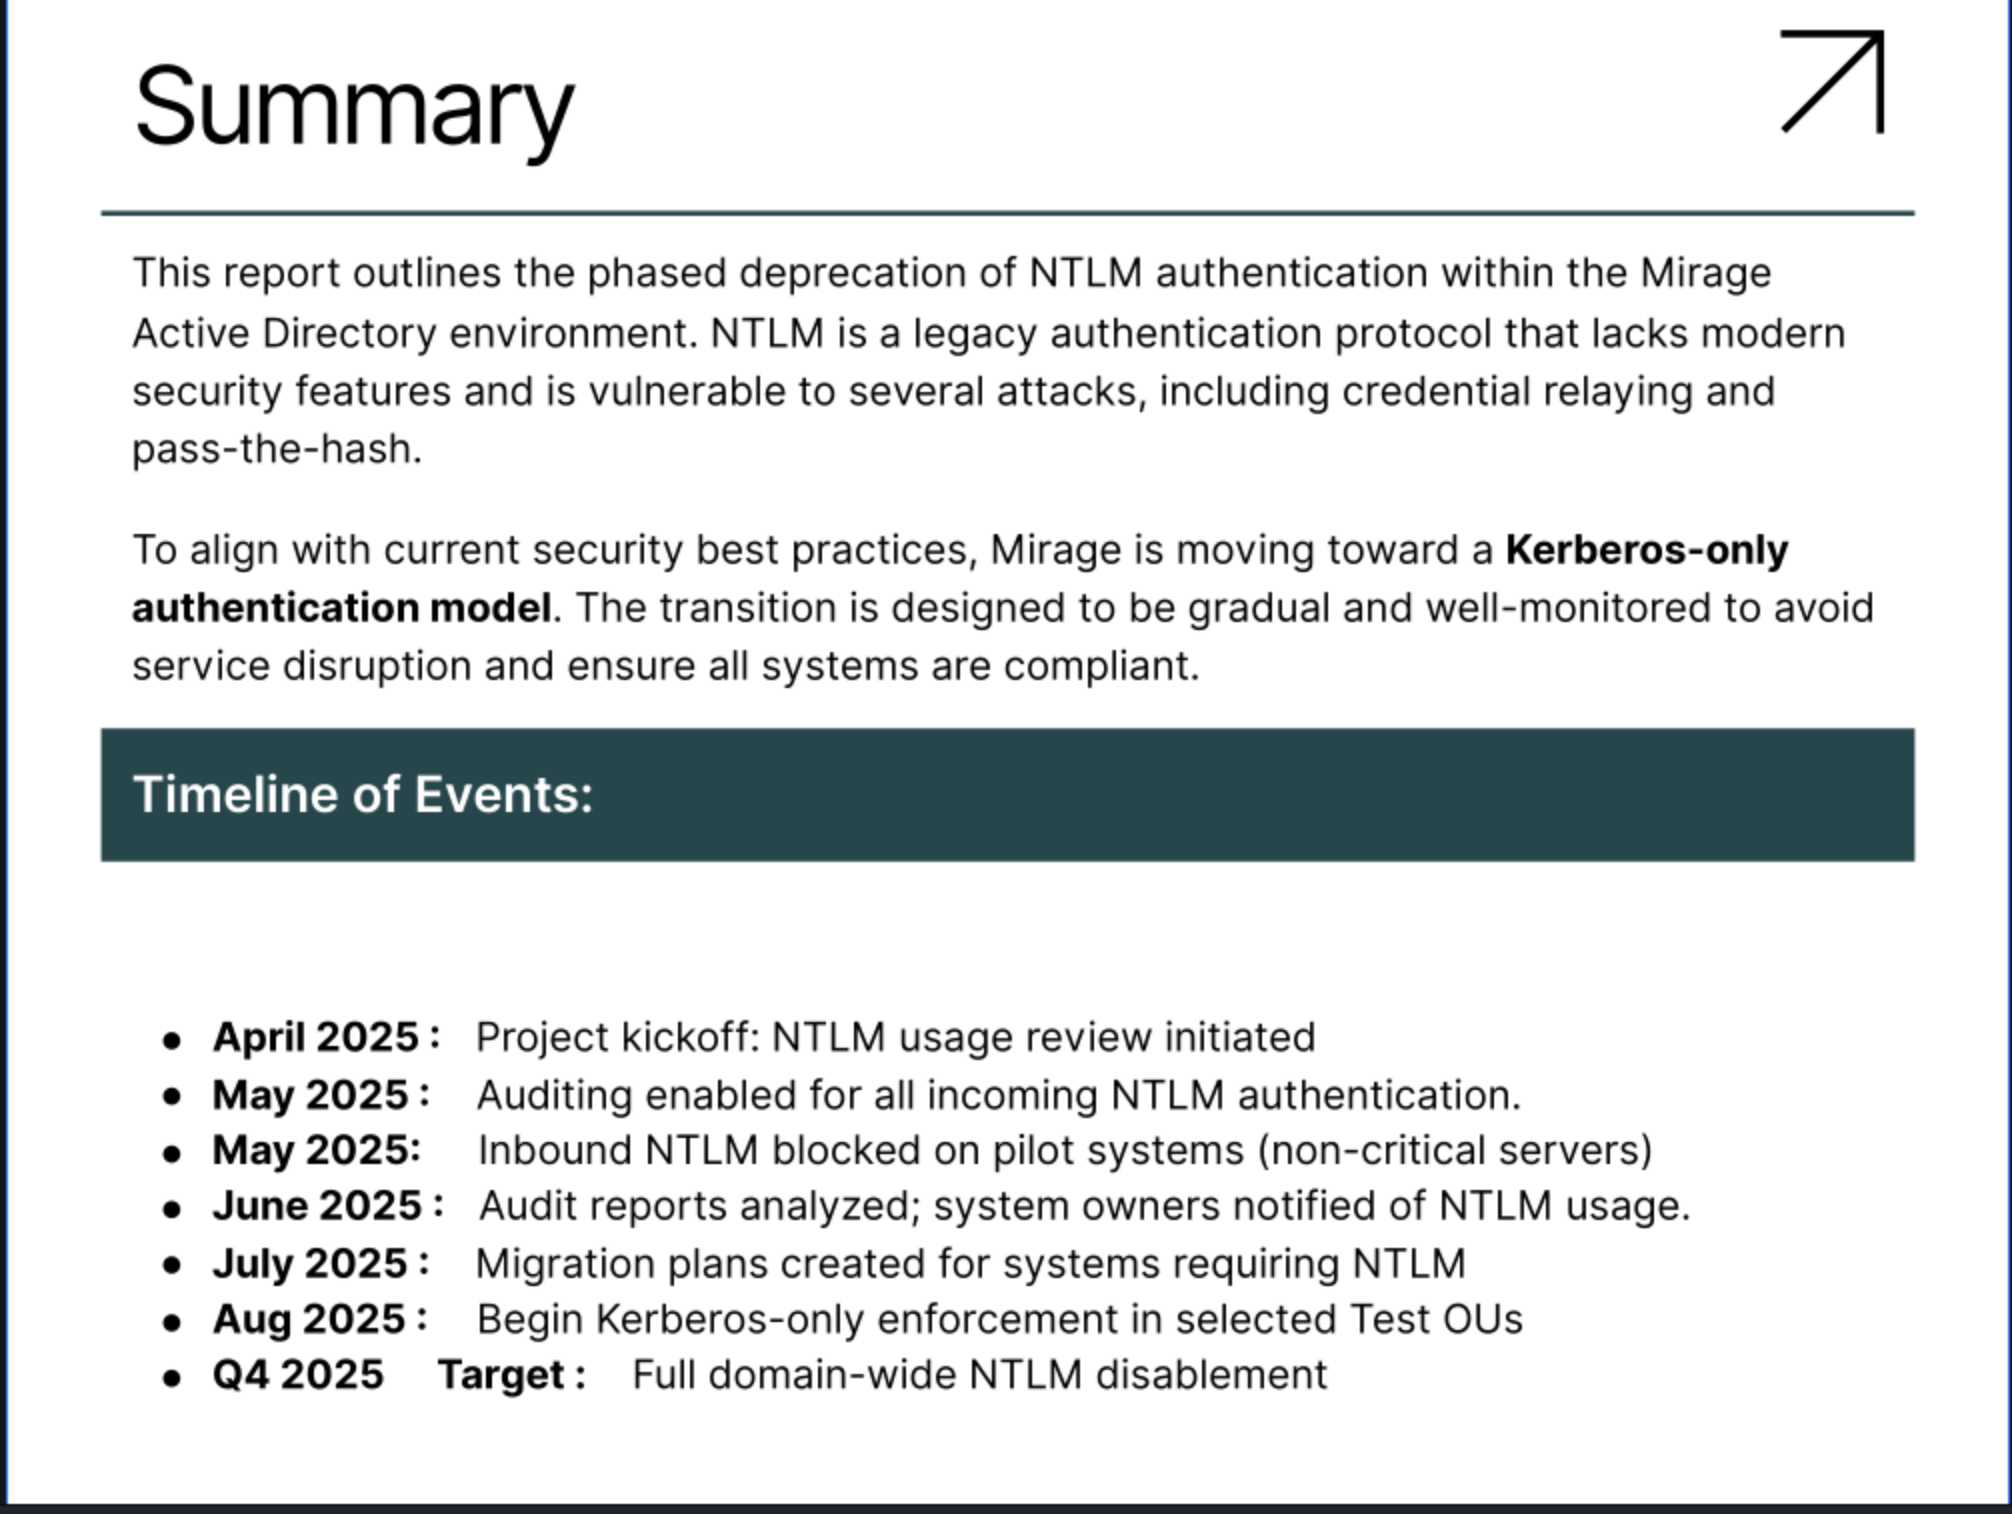 Summary
This report outlines the phased deprecation of NTLM authentication within the Mirage
Active Directory environment. NTLM is a legacy authentication protocol that lacks modern
security features and is vulnerable to several attacks, including credential relaying and
pass-the-hash.
To align with current security best practices, Mirage is moving toward a Kerberos-only
authentication model. The transition is designed to be gradual and well-monitored to avoid
service disruption and ensure all systems are compliant.
Timeline of Events:
● April 2025 : Project kickoff: NTLM usage review initiated
● May 2025 : Auditing enabled for all incoming NTLM authentication.
● May 2025: Inbound NTLM blocked on pilot systems (non-critical servers)
● June 2025 : Audit reports analyzed; system owners notified of NTLM usage.
● July 2025 : Migration plans created for systems requiring NTLM
● Aug 2025 : Begin Kerberos-only enforcement in selected Test OUs
● Q4 2025 Target : Full domain-wide NTLM disablement